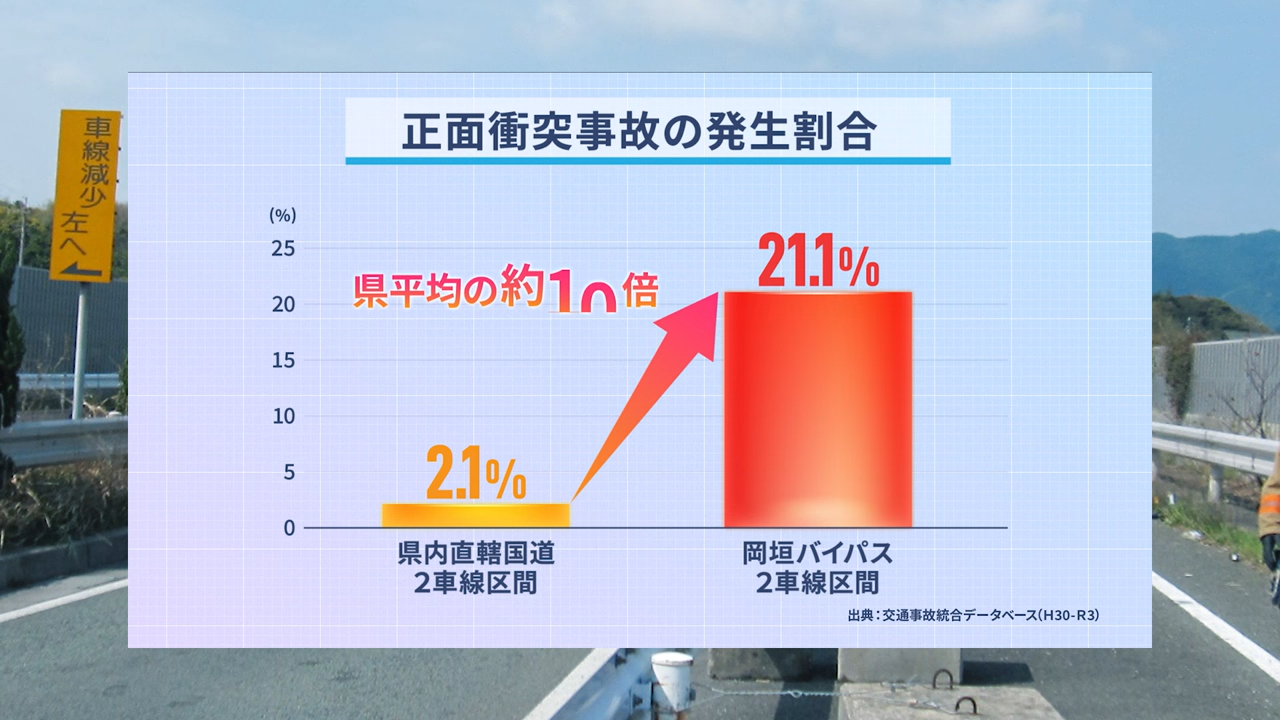 車線減少
左へ
正面衝突事故の発生割合
(%)
25
20
15
10
5
0
県平均の約10倍
2.1%
21.1%
県内直轄国道
2車線区間
岡垣バイパス
2車線区間
出典：交通事故統合データベース(H30-R3)